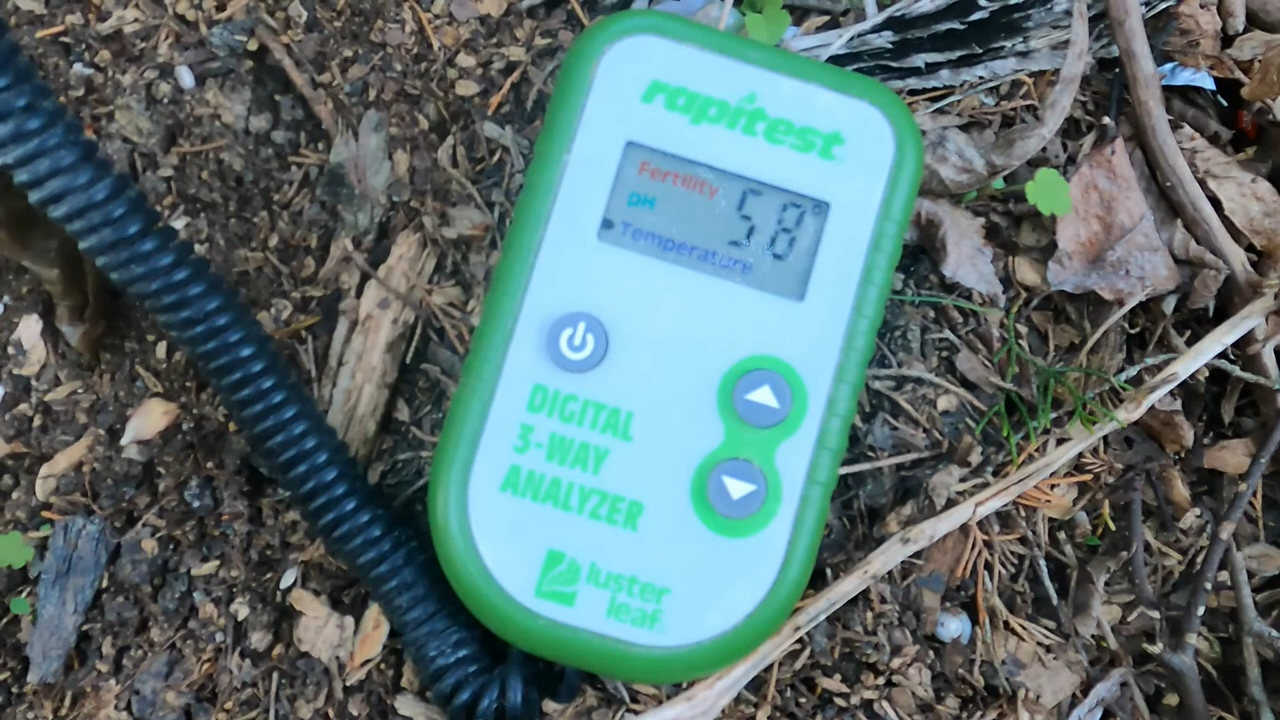 rapitest
Fertility
pH
Temperature
58°
DIGITAL
3-WAY
ANALYZER
luster
leaf